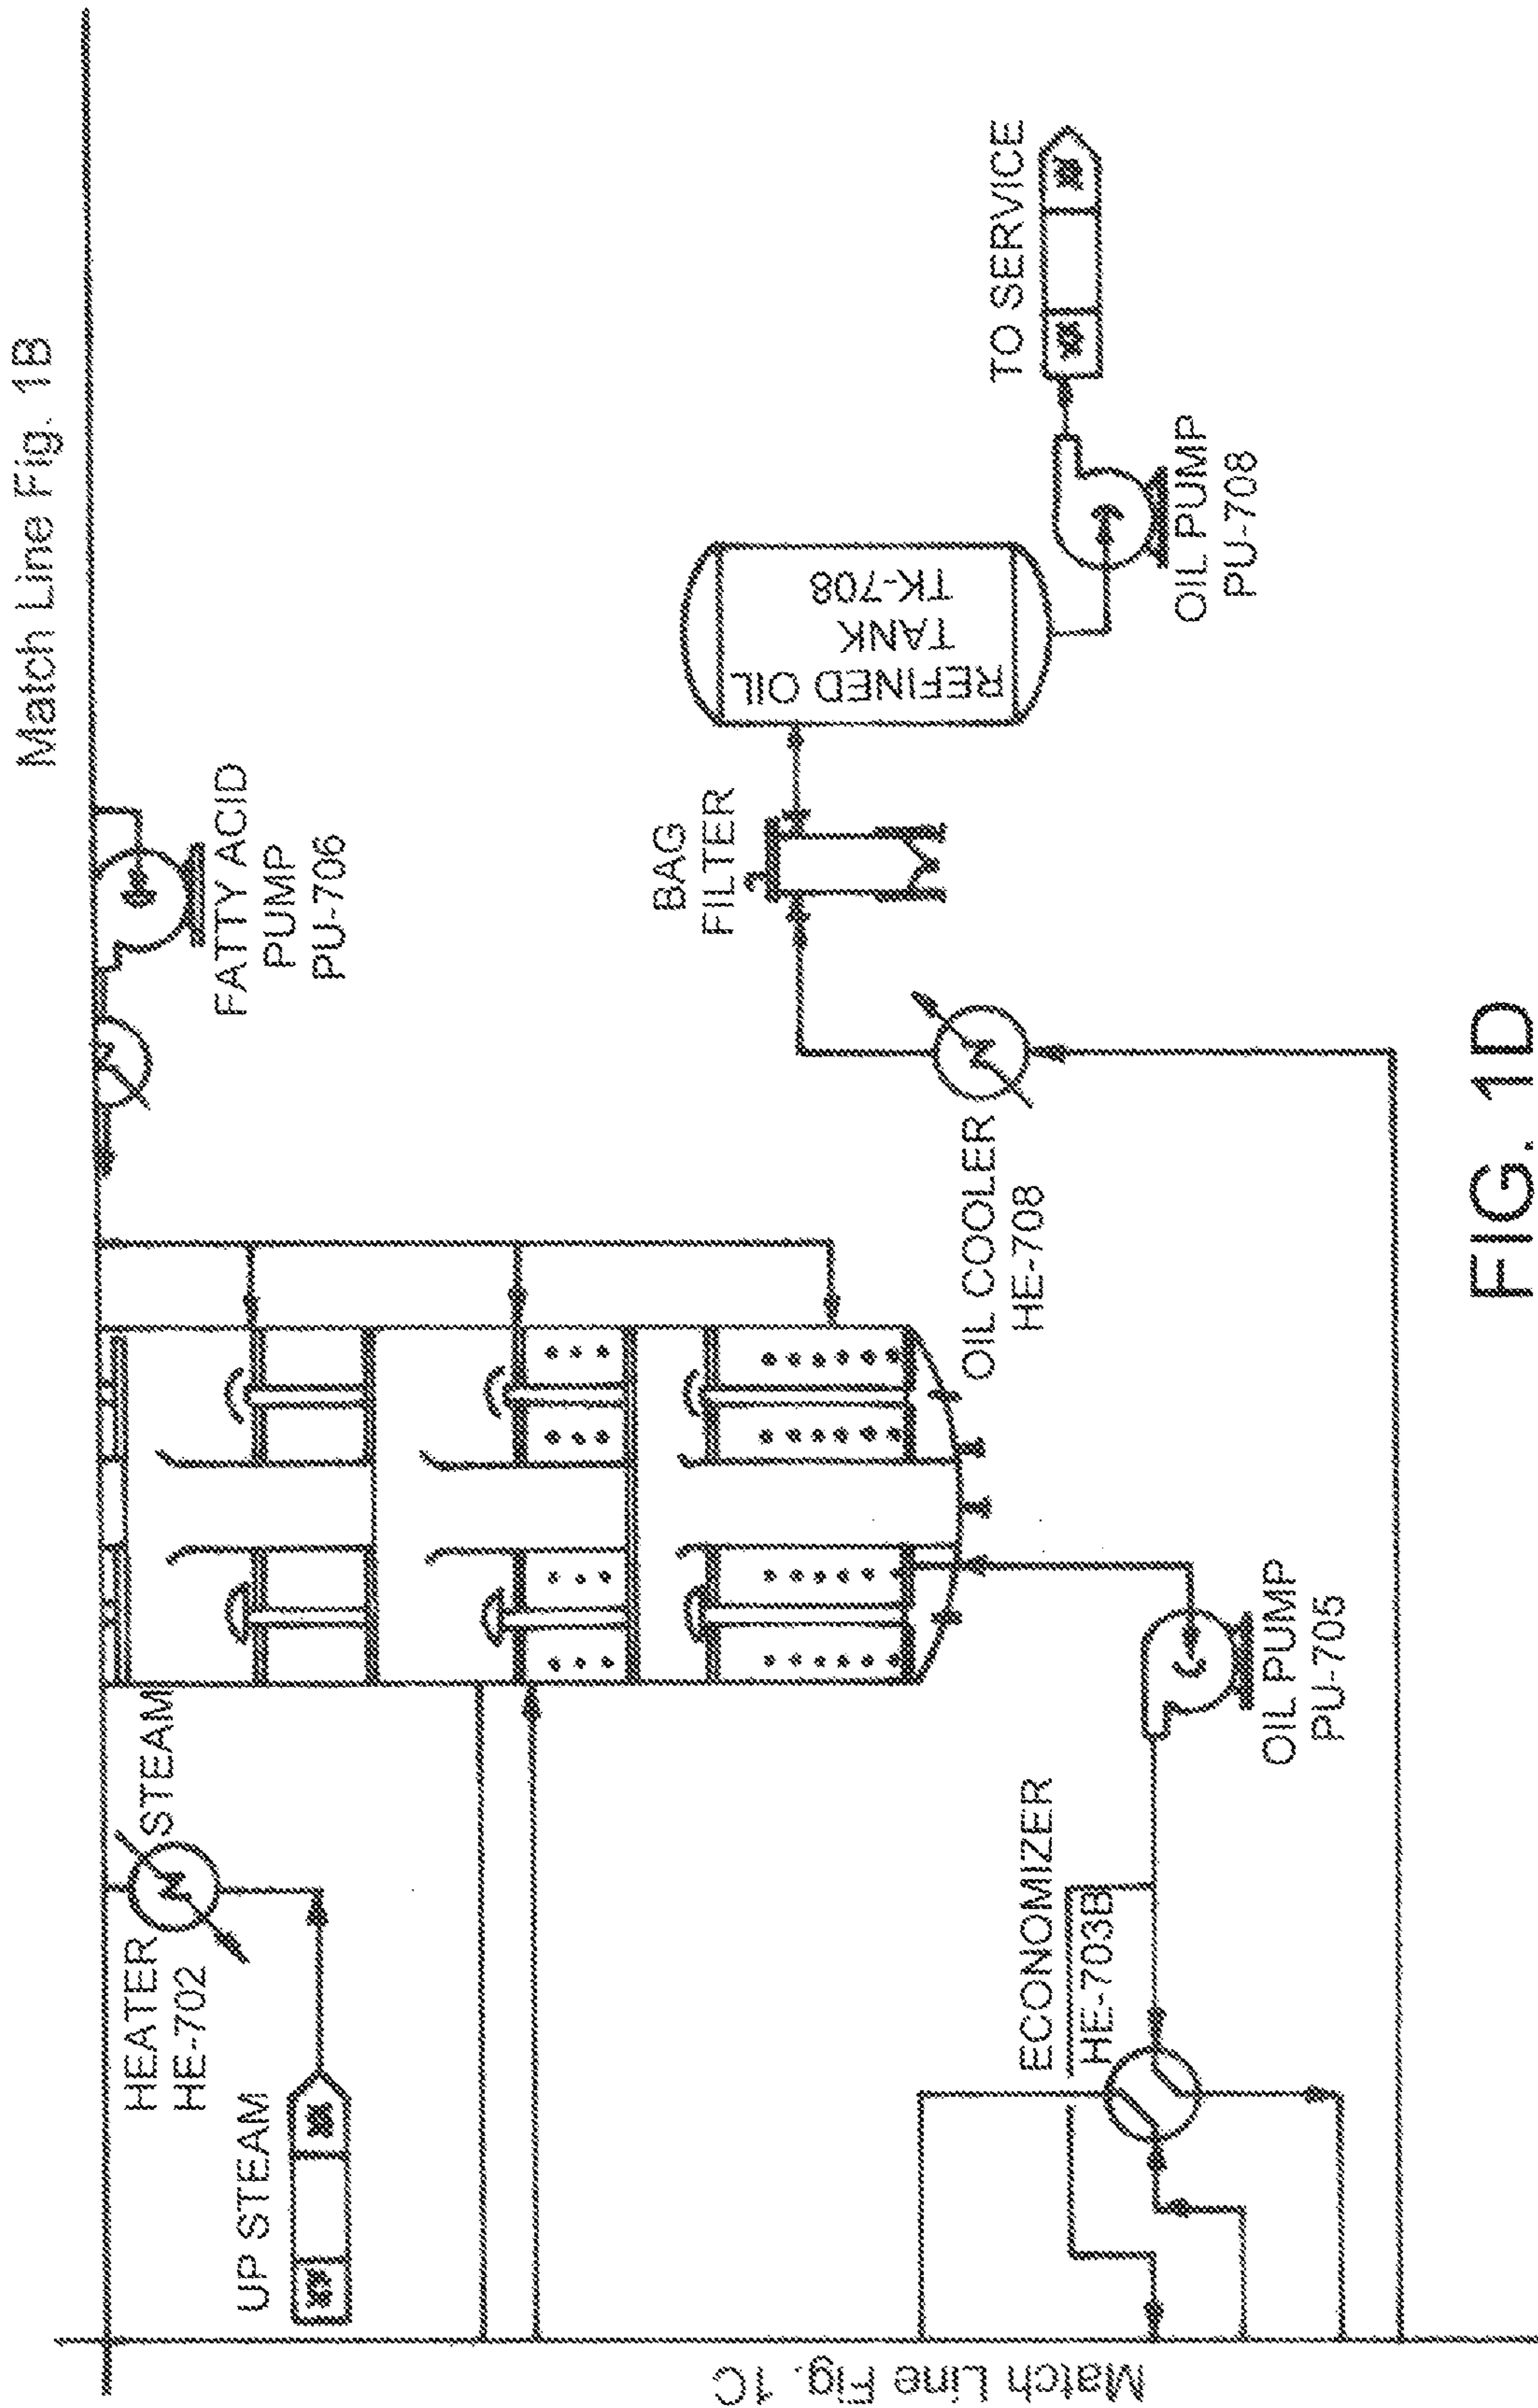 Match Line Fig. 1B
HEATER
HE-702
STEAM
UP STEAM
FATTY ACID
PUMP
PU-706
BAG
FILTER
REFINED OIL
TANK
TK-708
TO SERVICE
OIL PUMP
PU-708
OIL COOLER
HE-708
ECONOMIZER
HE-703B
OIL PUMP
PU-705
Match Line Fig. 1C
FIG. 1D